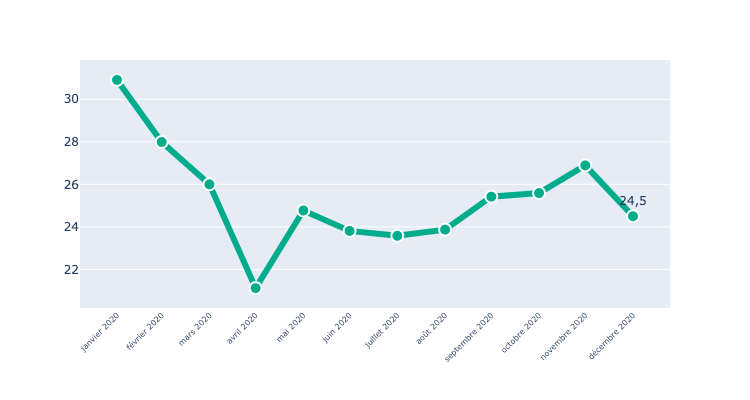 30
28
26
24
22
24,5
janvier 2020
février 2020
mars 2020
avril 2020
mai 2020
juin 2020
juillet 2020
août 2020
septembre 2020
octobre 2020
novembre 2020
décembre 2020